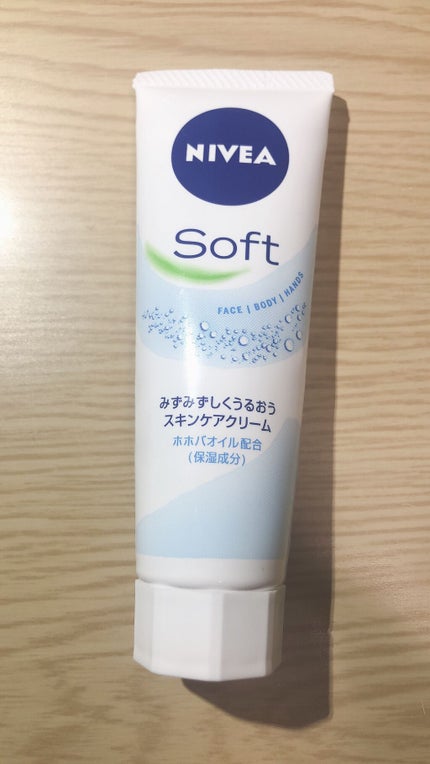 NIVEA
Soft
FACE | BODY | HANDS
みずみずしくうるおう
スキンケアクリーム
ホホバオイル配合
(保湿成分)